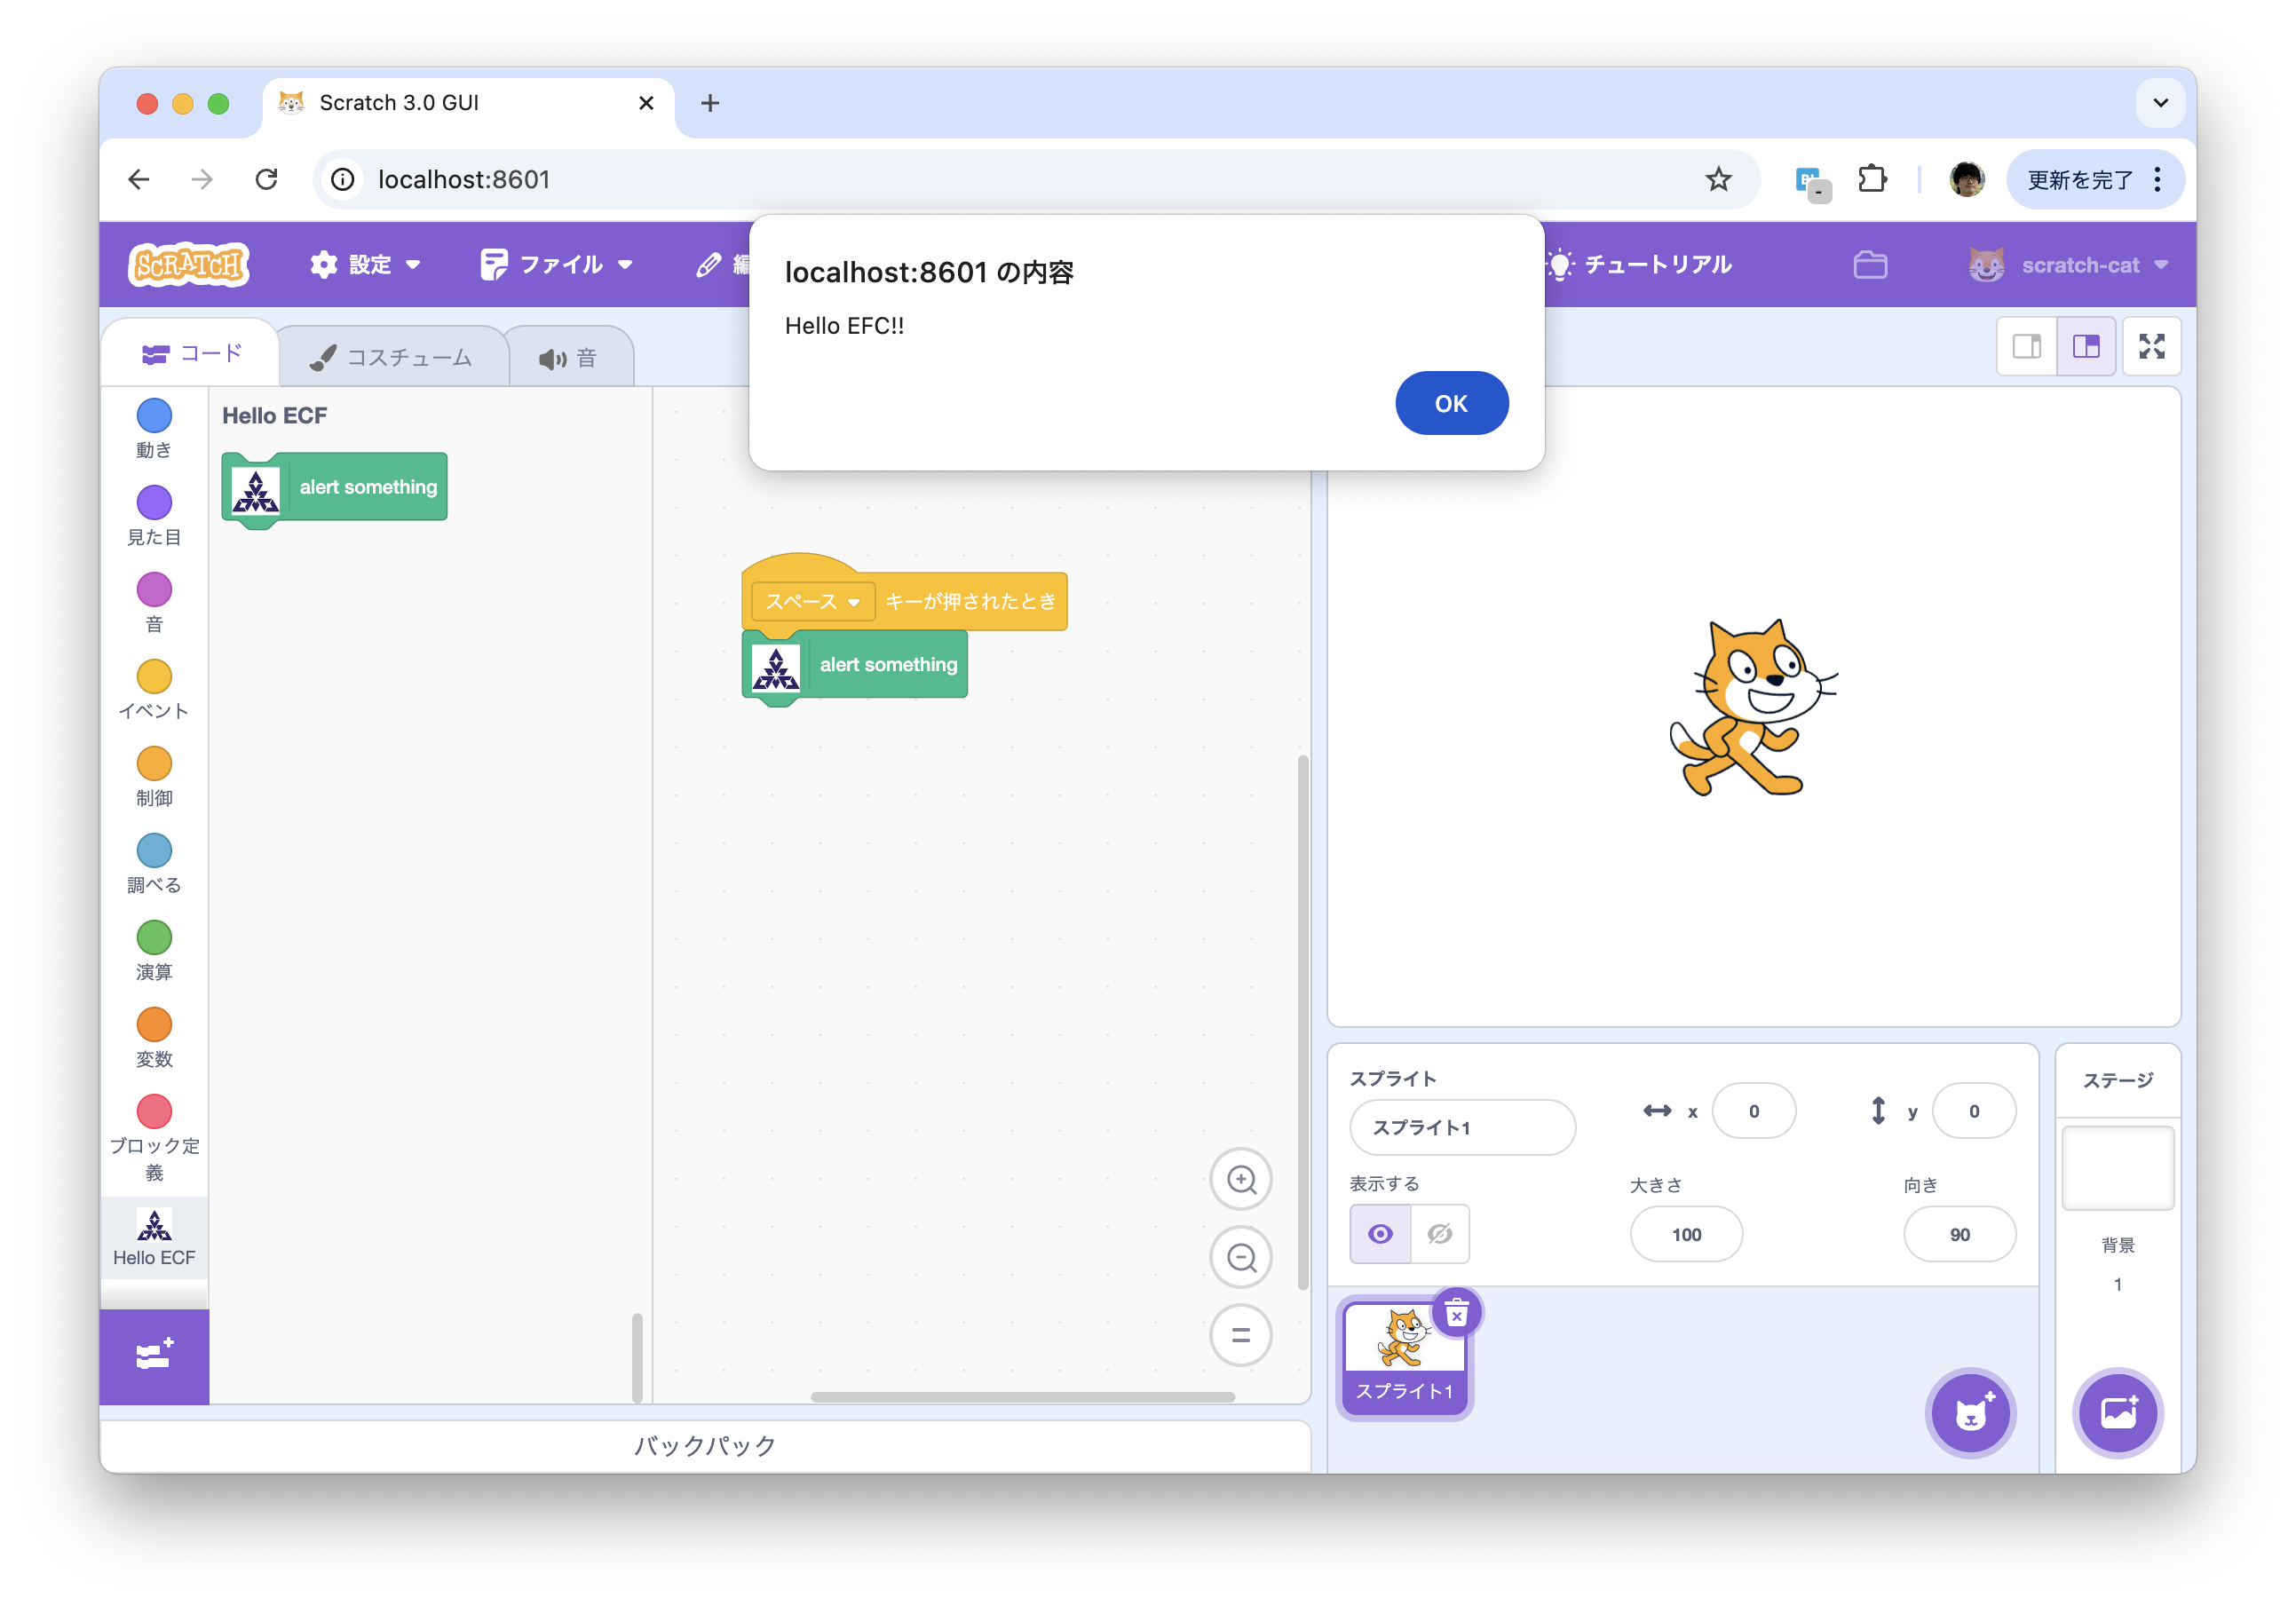 Scratch 3.0 GUI
localhost:8601
更新を完了
SCRATCH
設定
ファイル
編
チュートリアル
scratch-cat
localhost:8601 の内容
Hello EFC!!
OK
コード
コスチューム
音
動き
見た目
音
イベント
制御
調べる
演算
変数
ブロック定
義
Hello ECF
Hello ECF
alert something
スペース キーが押されたとき
alert something
スプライト
スプライト1
x 0
y 0
表示する
大きさ
100
向き
90
スプライト1
ステージ
背景
1
バックパック